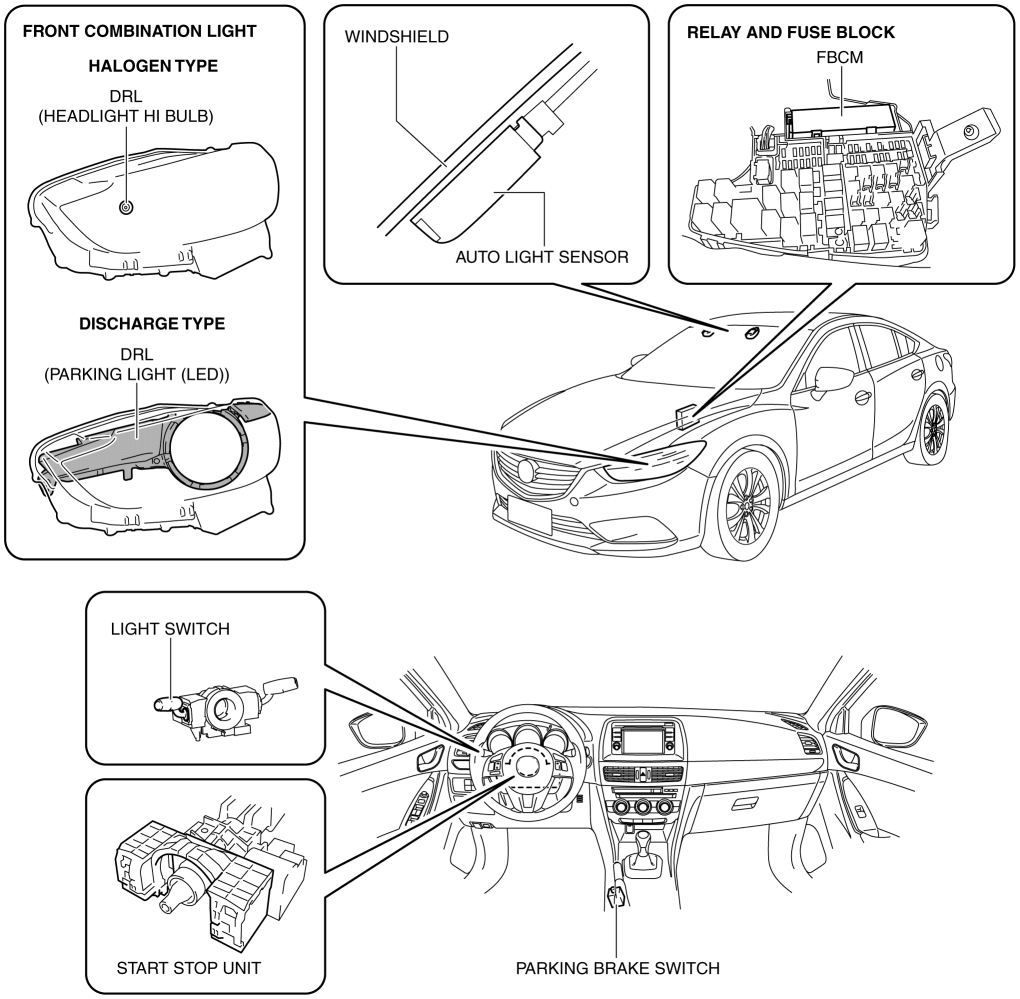 FRONT COMBINATION LIGHT
HALOGEN TYPE
DRL
(HEADLIGHT HI BULB)
DISCHARGE TYPE
DRL
(PARKING LIGHT (LED))
WINDSHIELD
AUTO LIGHT SENSOR
RELAY AND FUSE BLOCK
FBCM
LIGHT SWITCH
START STOP UNIT
PARKING BRAKE SWITCH